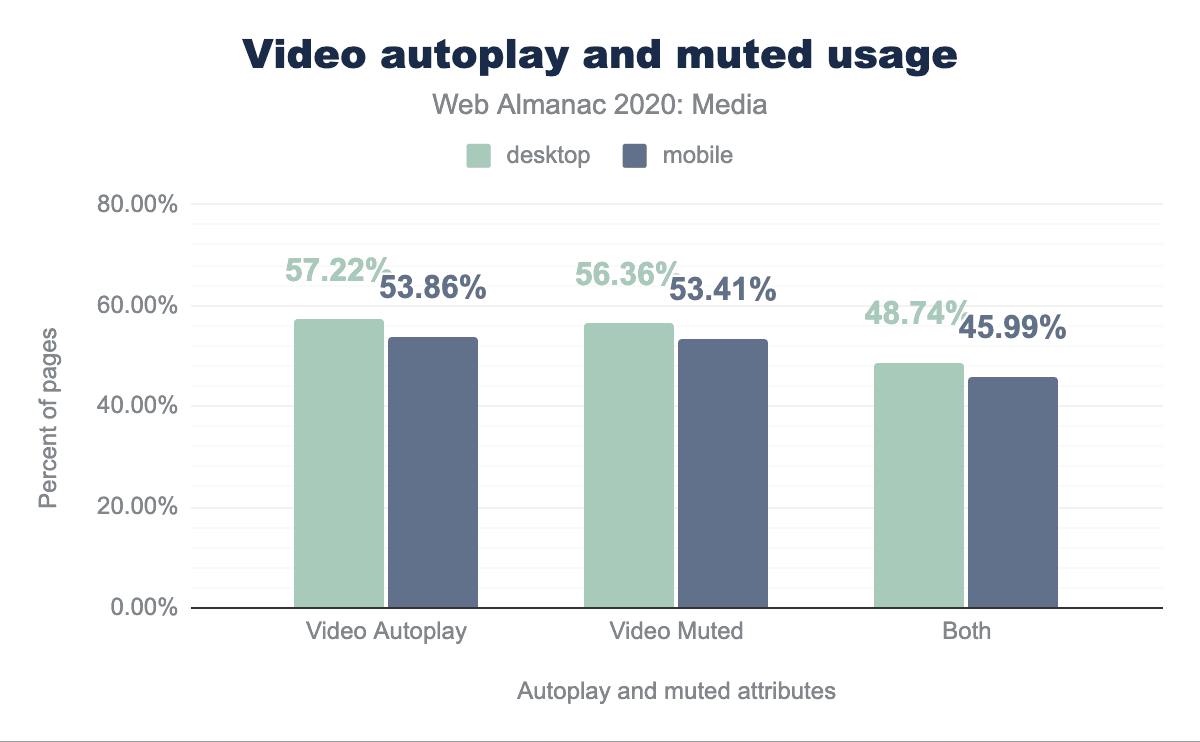 Video autoplay and muted usage
Web Almanac 2020: Media
desktop mobile
80.00%
60.00%
40.00%
20.00%
0.00%
Percent of pages
57.22% 53.86% 56.36% 53.41% 48.74% 45.99%
Video Autoplay Video Muted Both
Autoplay and muted attributes